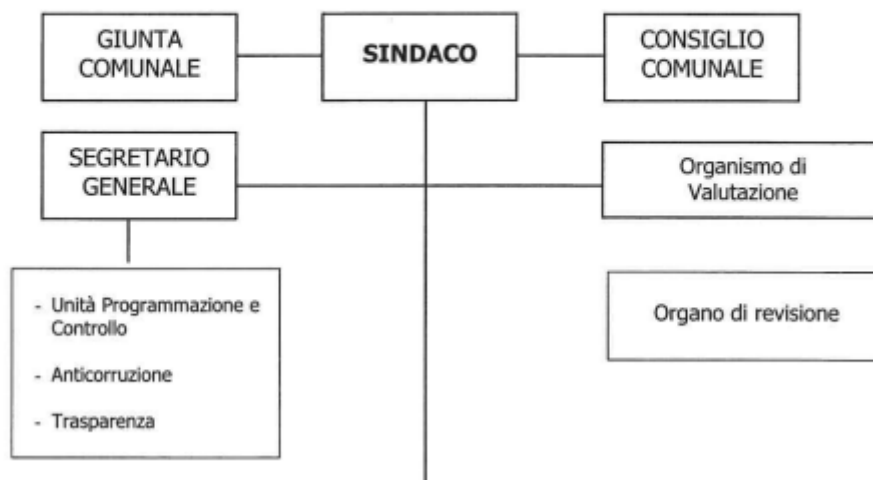 GIUNTA
COMUNALE
SINDACO
CONSIGLIO
COMUNALE
SEGRETARIO
GENERALE
Organismo di
Valutazione
- Unità Programmazione e
Controllo
- Anticorruzione
- Trasparenza
Organo di revisione